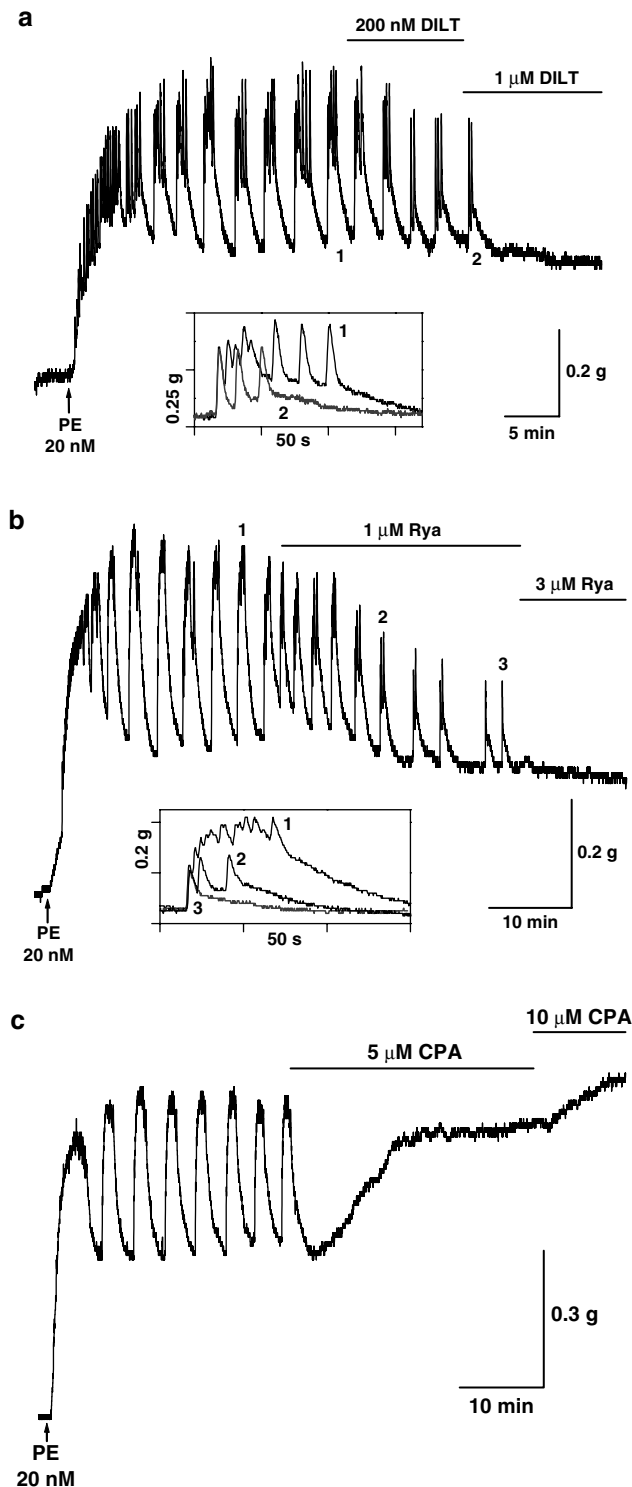 a
200 nM DILT
1 µM DILT
1
2
1
2
0.25 g
50 s
0.2 g
5 min
PE
20 nM
b
1
1 µM Rya
3 µM Rya
2
3
1
2
3
0.2 g
50 s
0.2 g
10 min
PE
20 nM
c
10 µM CPA
5 µM CPA
0.3 g
10 min
PE
20 nM